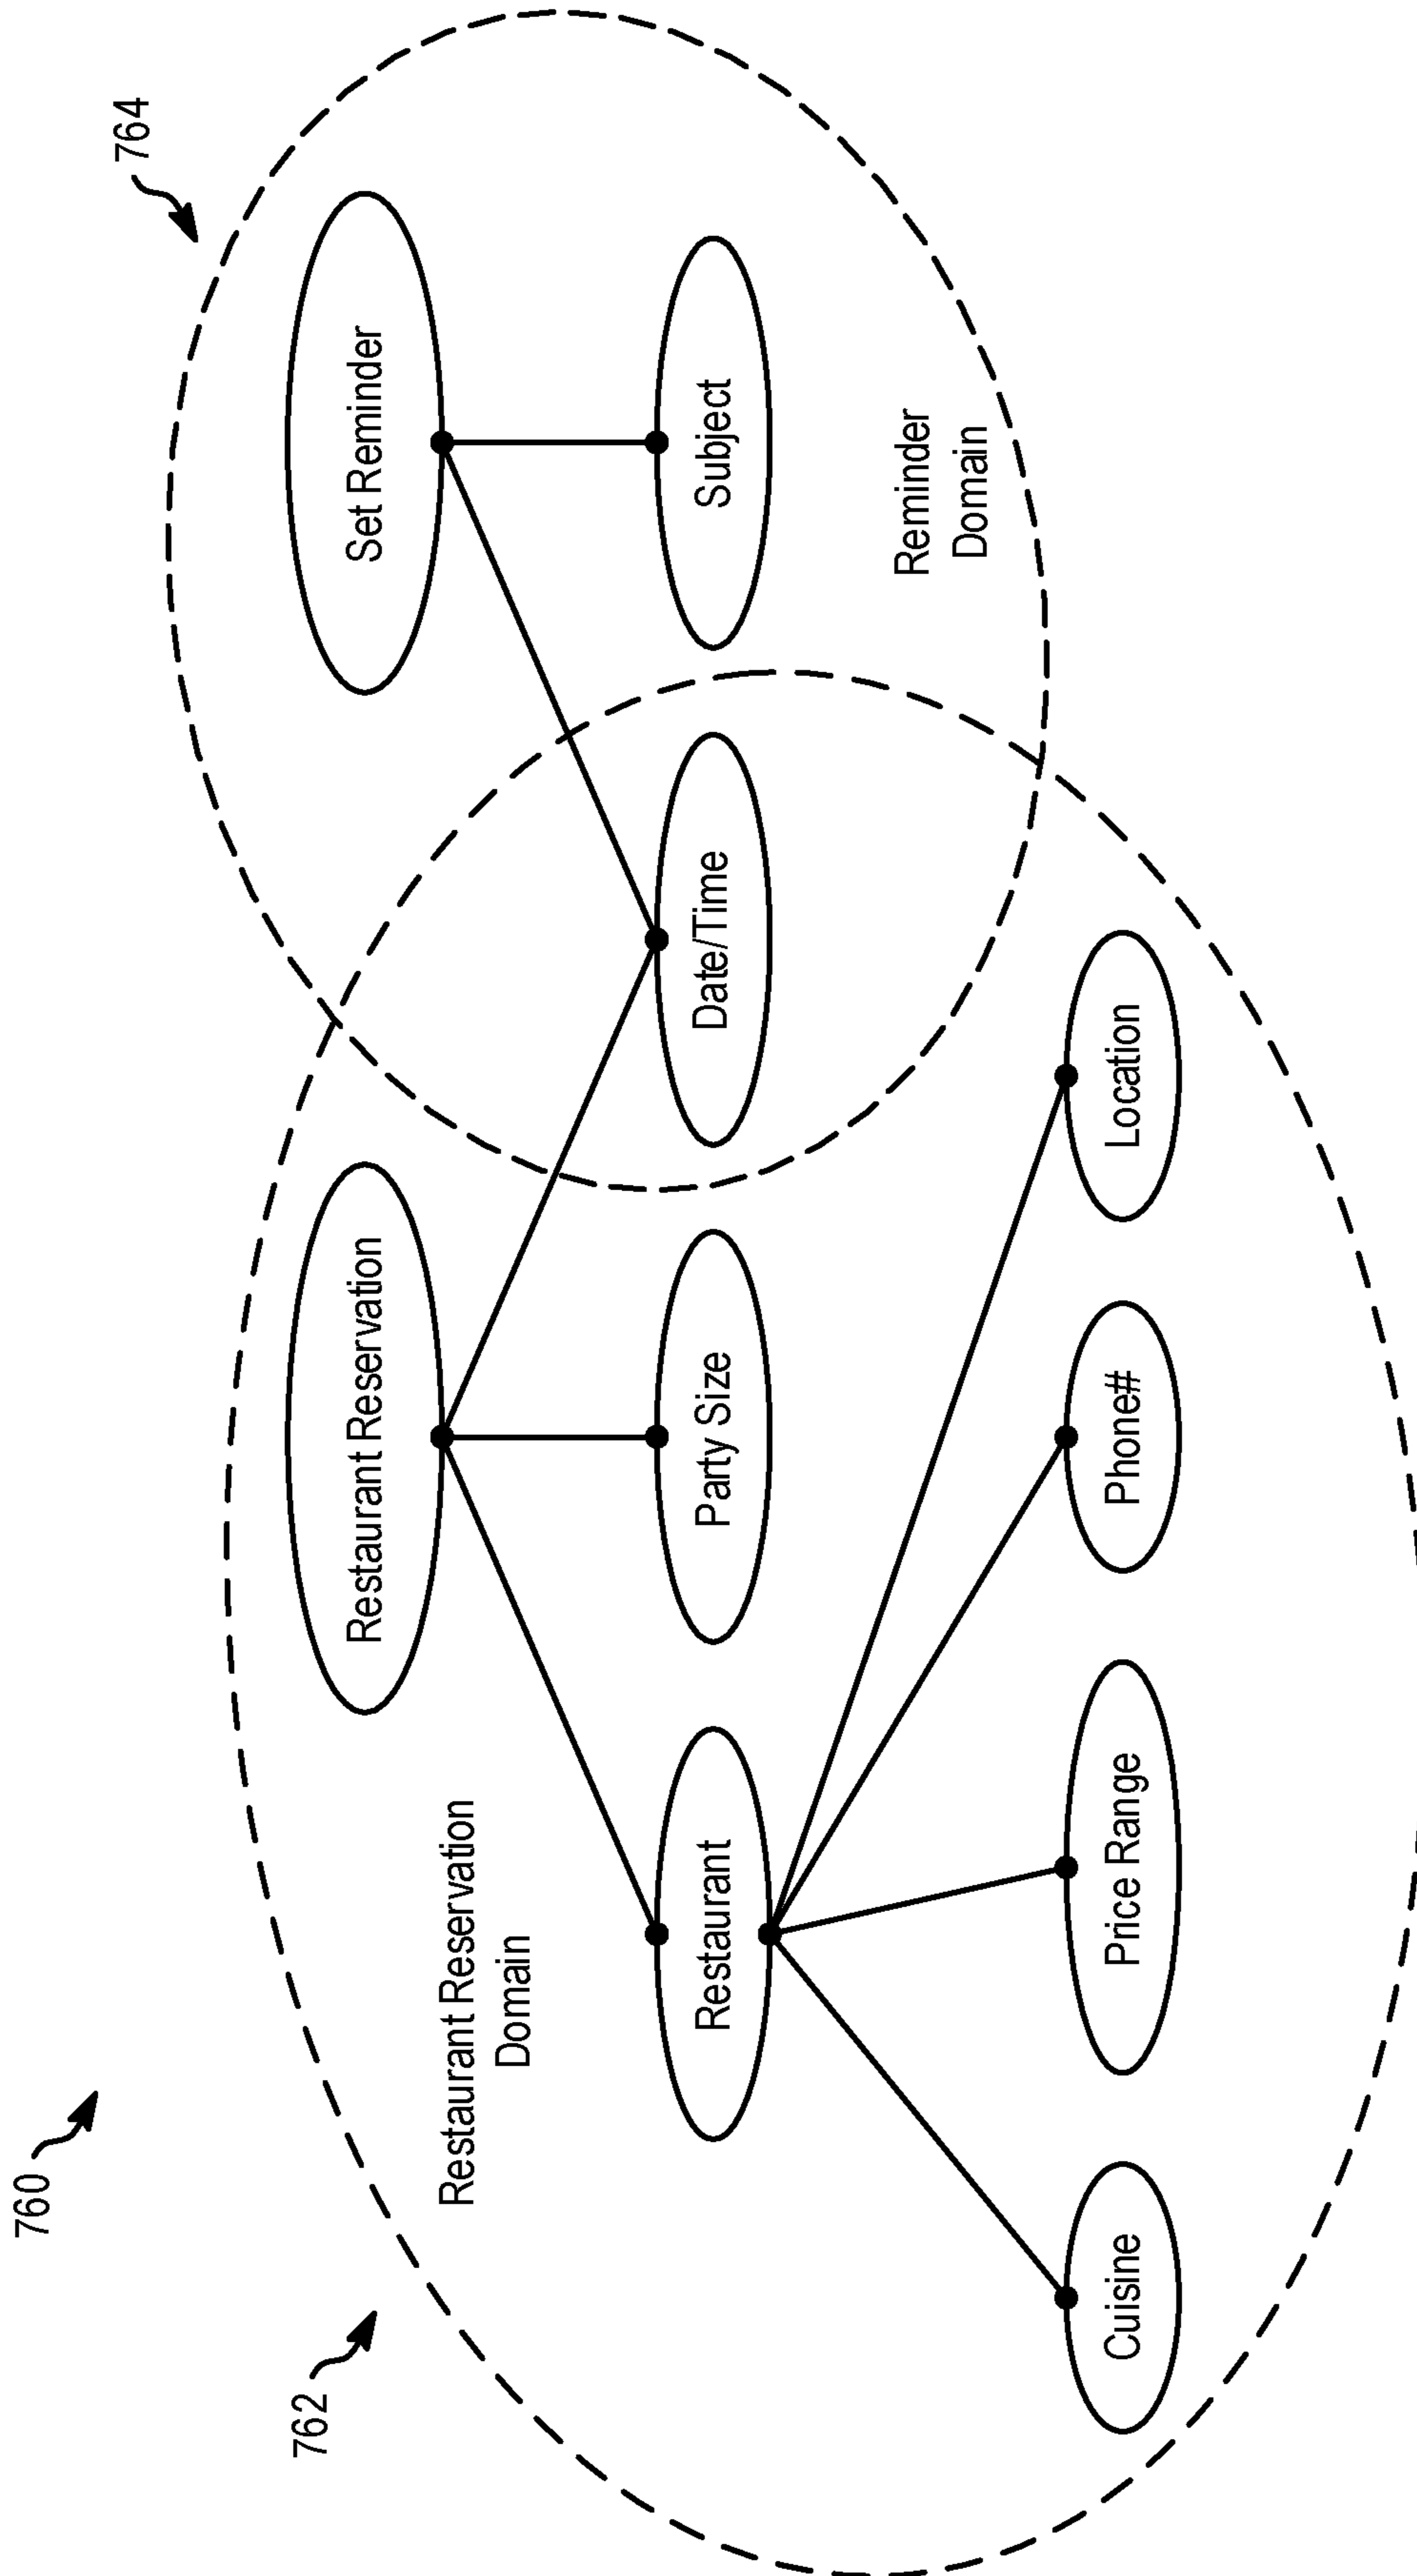 760
762
764
Restaurant Reservation
Set Reminder
Restaurant Reservation
Domain
Restaurant
Party Size
Date/Time
Subject
Reminder
Domain
Cuisine
Price Range
Phone#
Location